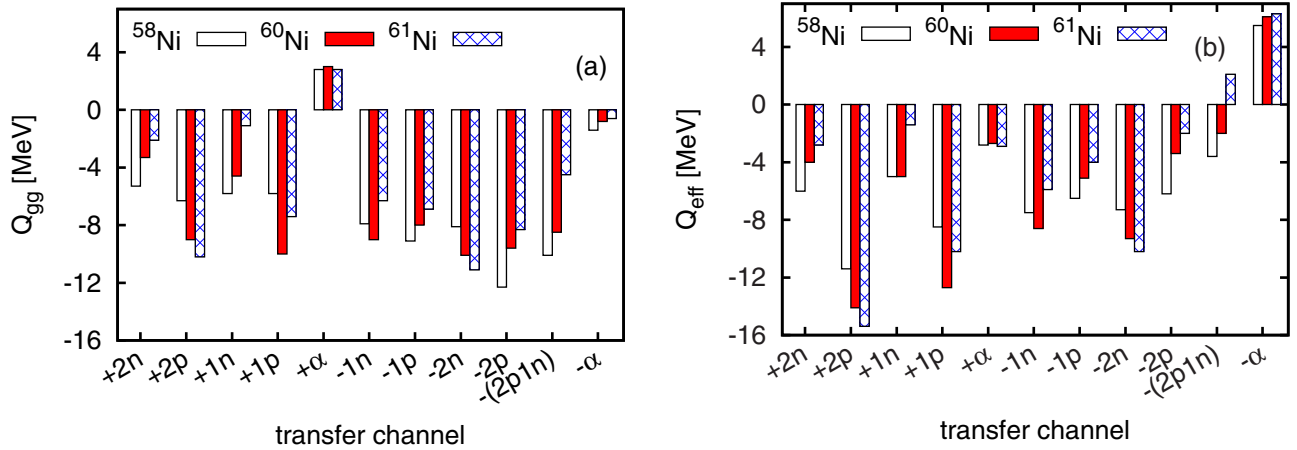 ⁵⁸Ni ⁶⁰Ni ⁶¹Ni
(a)
Q_gg [MeV]
4
0
-4
-8
-12
-16
+2n +2p +1n +1p +α -1n -1p -2n -2p -(2p1n) -α
transfer channel
⁵⁸Ni ⁶⁰Ni ⁶¹Ni
(b)
Q_eff [MeV]
4
0
-4
-8
-12
-16
+2n +2p +1n +1p +α -1n -1p -2n -2p -(2p1n) -α
transfer channel